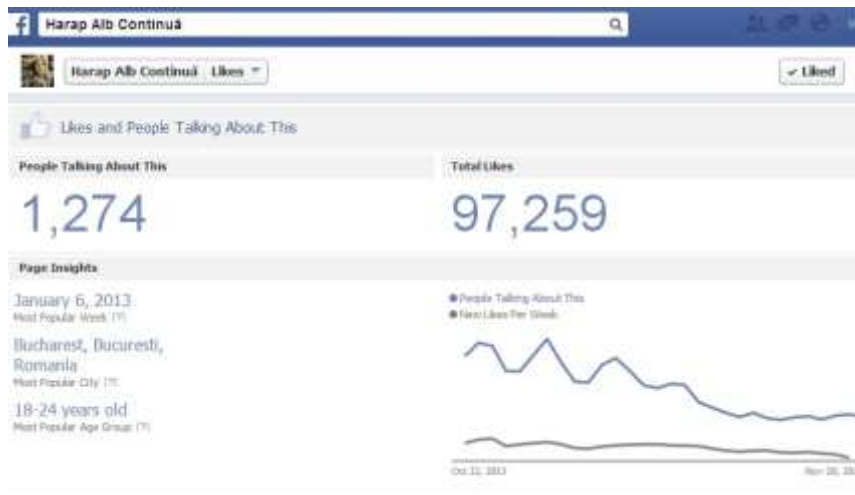 f Harap Alb Continuă
Harap Alb Continuă Likes
✓ Liked
Likes and People Talking About This
People Talking About This
Total Likes
1,274
97,259
Page Insights
January 6, 2013
Most Popular Week [?]
Bucharest, Bucuresti,
Romania
Most Popular City [?]
18-24 years old
Most Popular Age Group [?]
People Talking About This
New Likes Per Week
2013
Nov